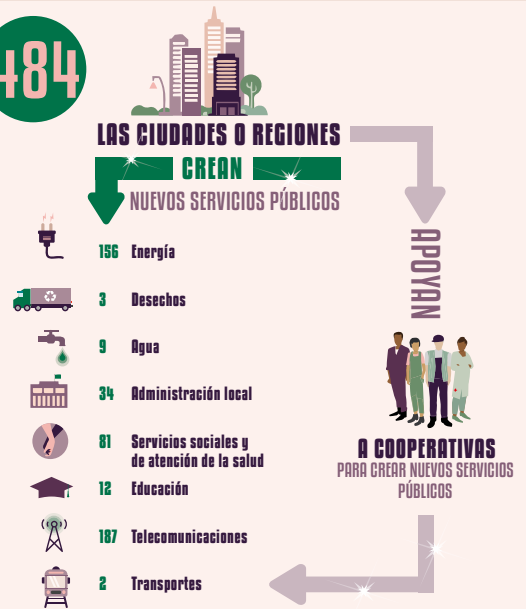 484
LAS CIUDADES O REGIONES
CREAN
NUEVOS SERVICIOS PÚBLICOS
156 Energía
3 Desechos
9 Agua
34 Administración local
81 Servicios sociales y
de atención de la salud
12 Educación
187 Telecomunicaciones
2 Transportes
APOYAN
A COOPERATIVAS
PARA CREAR NUEVOS SERVICIOS
PÚBLICOS